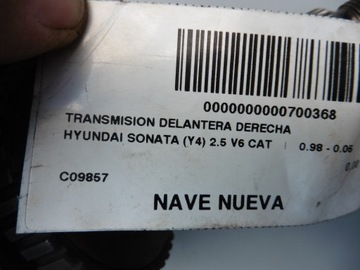 0000000000700368
TRANSMISION DELANTERA DERECHA
HYUNDAI SONATA (Y4) 2.5 V6 CAT | 0.98 - 0.05
C09857
NAVE NUEVA